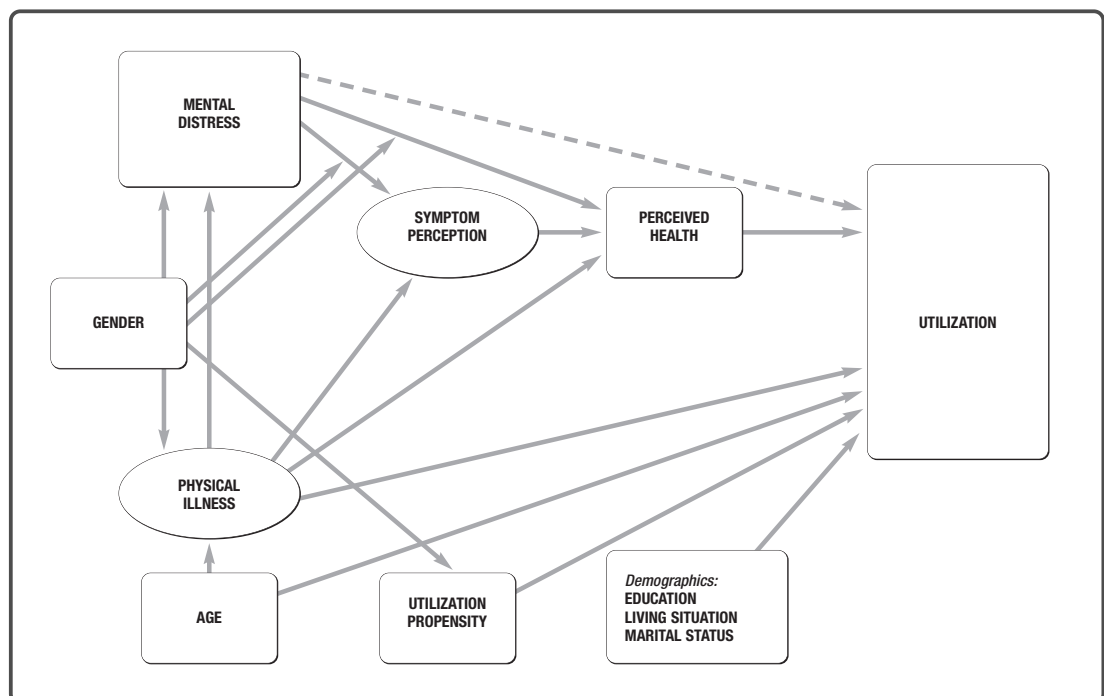 MENTAL
DISTRESS
SYMPTOM
PERCEPTION
PERCEIVED
HEALTH
GENDER
UTILIZATION
PHYSICAL
ILLNESS
AGE
UTILIZATION
PROPENSITY
Demographics:
EDUCATION
LIVING SITUATION
MARITAL STATUS